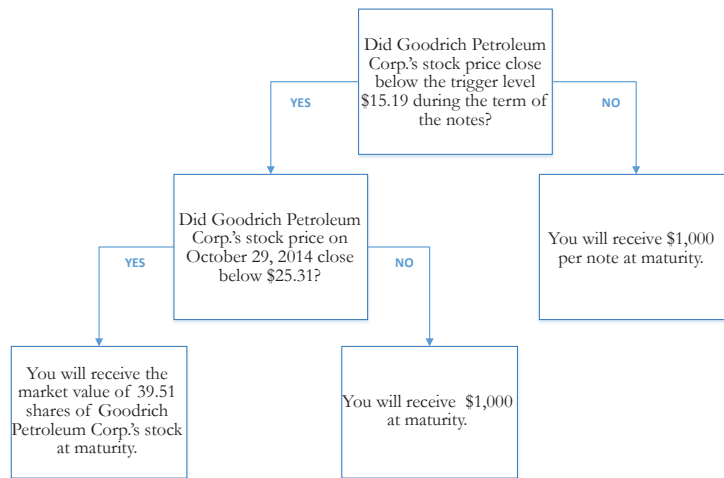 Did Goodrich Petroleum
Corp.'s stock price close
below the trigger level
$15.19 during the term of
the notes?
YES
NO
Did Goodrich Petroleum
Corp.'s stock price on
October 29, 2014 close
below $25.31?
You will receive $1,000
per note at maturity.
YES
NO
You will receive the
market value of 39.51
shares of Goodrich
Petroleum Corp.'s stock
at maturity.
You will receive $1,000
at maturity.